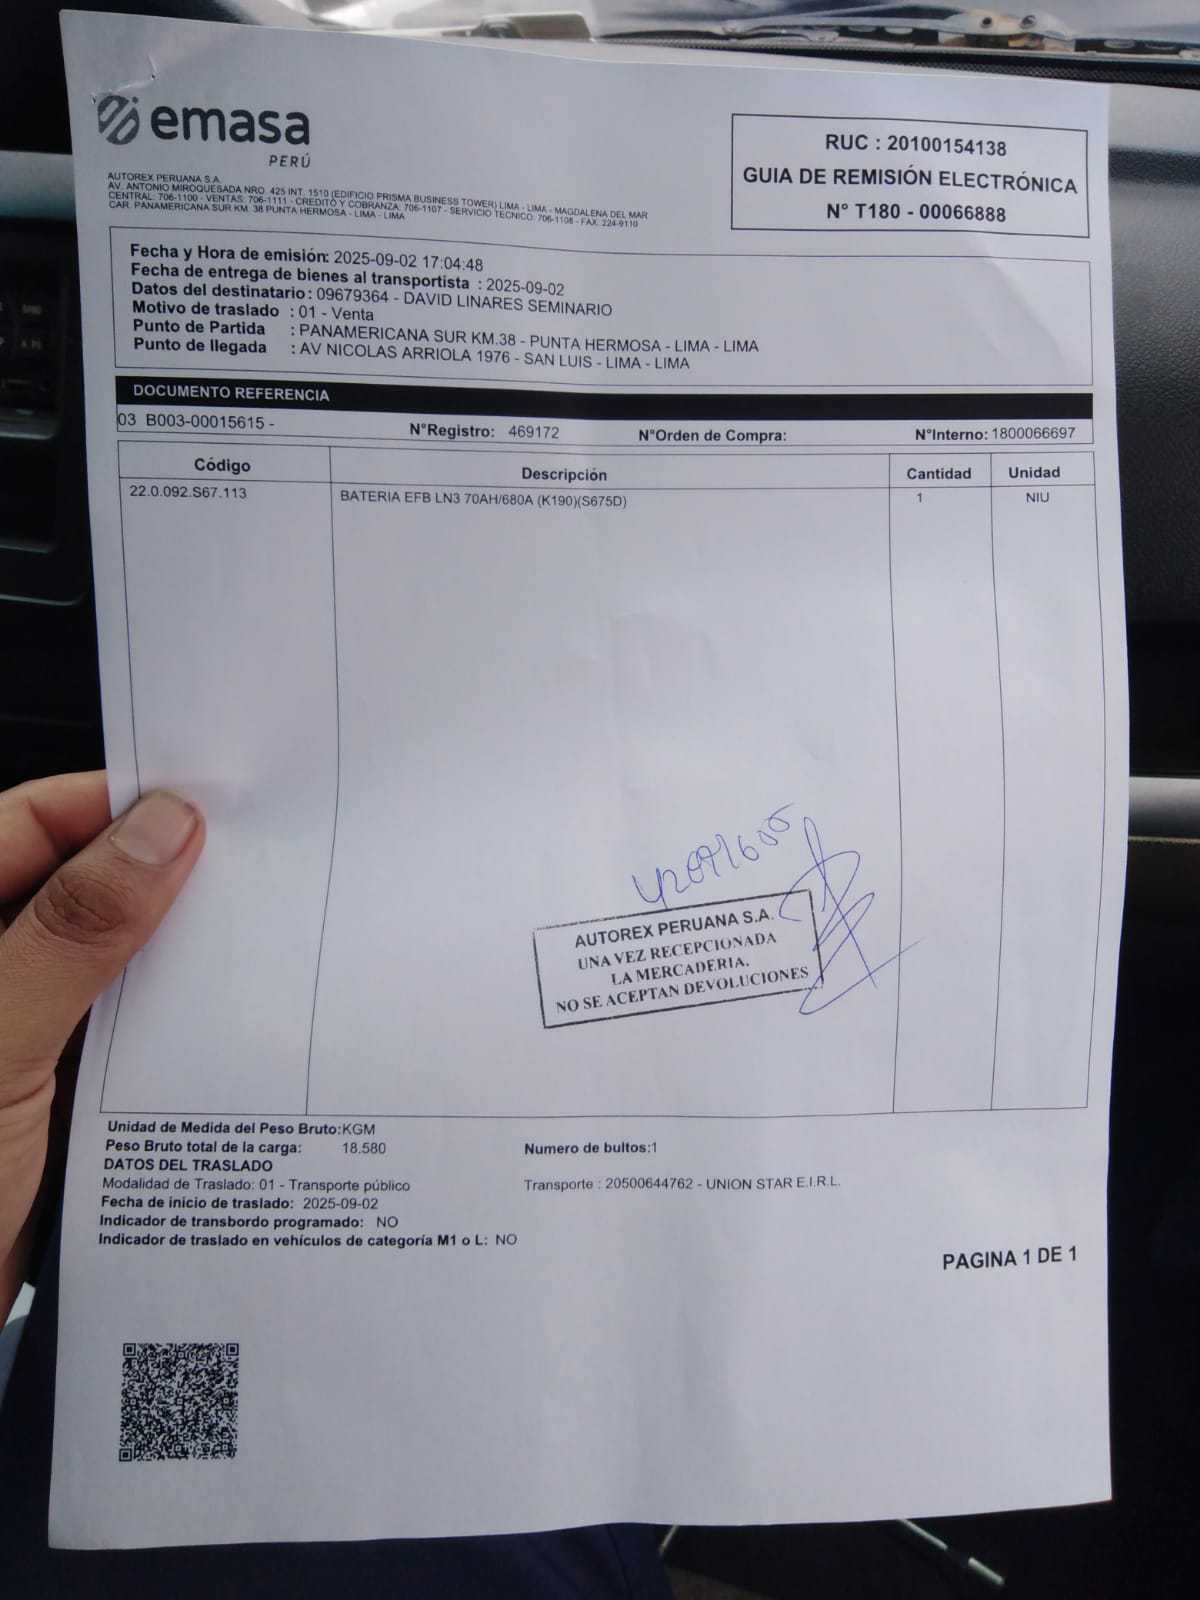 emasa
PERÚ
AUTOREX PERUANA S.A.
AV. ANTONIO MIROQUESADA NRO. 425 INT. 1510 (EDIFICIO PRISMA BUSINESS TOWER) LIMA - LIMA - MAGDALENA DEL MAR
CENTRAL: 706-1100 - VENTAS: 706-1111 - CREDITO Y COBRANZA: 706-1107 - SERVICIO TECNICO: 706-1108 - FAX: 224-9110
CAR. PANAMERICANA SUR KM. 38 PUNTA HERMOSA - LIMA - LIMA
RUC : 20100154138
GUIA DE REMISIÓN ELECTRÓNICA
N° T180 - 00066888
Fecha y Hora de emisión: 2025-09-02 17:04:48
Fecha de entrega de bienes al transportista : 2025-09-02
Datos del destinatario: 09679364 - DAVID LINARES SEMINARIO
Motivo de traslado : 01 - Venta
Punto de Partida : PANAMERICANA SUR KM.38 - PUNTA HERMOSA - LIMA - LIMA
Punto de llegada : AV NICOLAS ARRIOLA 1976 - SAN LUIS - LIMA - LIMA
DOCUMENTO REFERENCIA
03 B003-00015615 - N°Registro: 469172 N°Orden de Compra: N°Interno: 1800066697
Código Descripción Cantidad Unidad
22.0.092.S67.113 BATERIA EFB LN3 70AH/680A (K190)(S675D) 1 NIU
AUTOREX PERUANA S.A.
UNA VEZ RECEPCIONADA
LA MERCADERIA.
NO SE ACEPTAN DEVOLUCIONES
Unidad de Medida del Peso Bruto:KGM
Peso Bruto total de la carga: 18.580 Numero de bultos:1
DATOS DEL TRASLADO
Modalidad de Traslado: 01 - Transporte público Transporte : 20500644762 - UNION STAR E.I.R.L.
Fecha de inicio de traslado: 2025-09-02
Indicador de transbordo programado: NO
Indicador de traslado en vehículos de categoría M1 o L: NO
PAGINA 1 DE 1